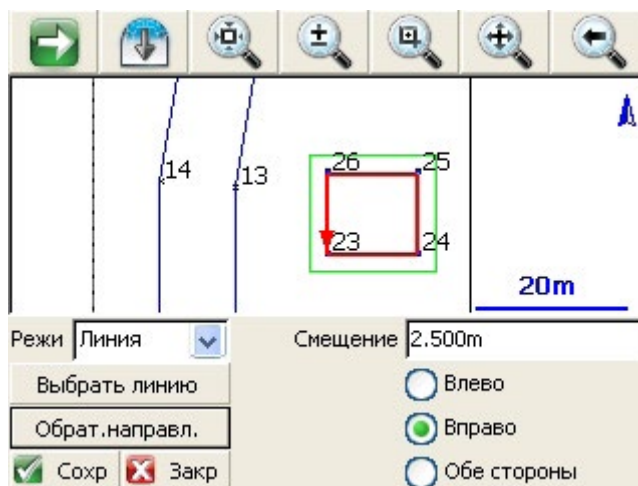 26 25
14 13
23 24
20m
Режи Линия Смещение 2.500m
Выбрать линию Влево
Обрат.направл. Вправо
Сохр Закр Обе стороны